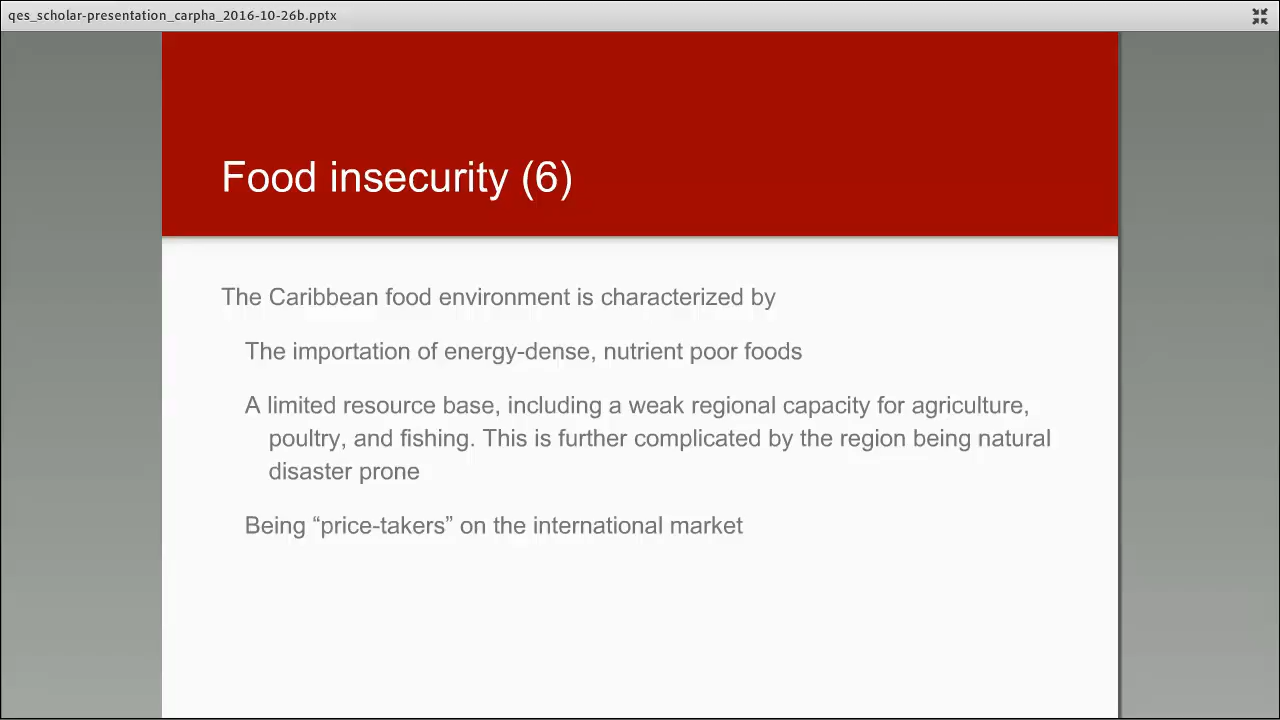 qes_scholar-presentation_carpha_2016-10-26b.pptx
Food insecurity (6)
The Caribbean food environment is characterized by
The importation of energy-dense, nutrient poor foods
A limited resource base, including a weak regional capacity for agriculture,
poultry, and fishing. This is further complicated by the region being natural
disaster prone
Being “price-takers” on the international market